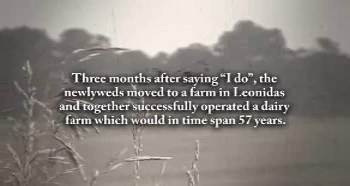 Three months after saying “I do”, the
newlyweds moved to a farm in Leonidas
and together successfully operated a dairy
farm which would in time span 57 years.